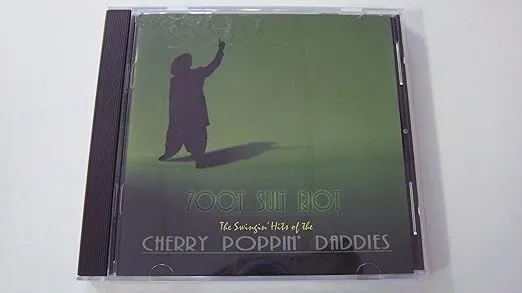 ZOOT SUIT RIOT
The Swingin' Hits of the
CHERRY POPPIN' DADDIES